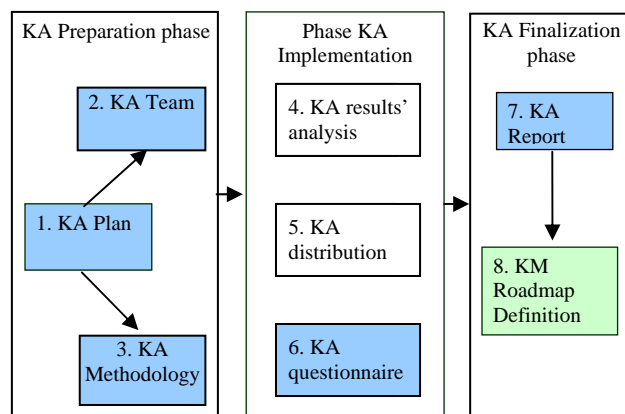 KA Preparation phase
2. KA Team
1. KA Plan
3. KA
Methodology
Phase KA
Implementation
4. KA results’
analysis
5. KA
distribution
6. KA
questionnaire
KA Finalization
phase
7. KA
Report
8. KM
Roadmap
Definition